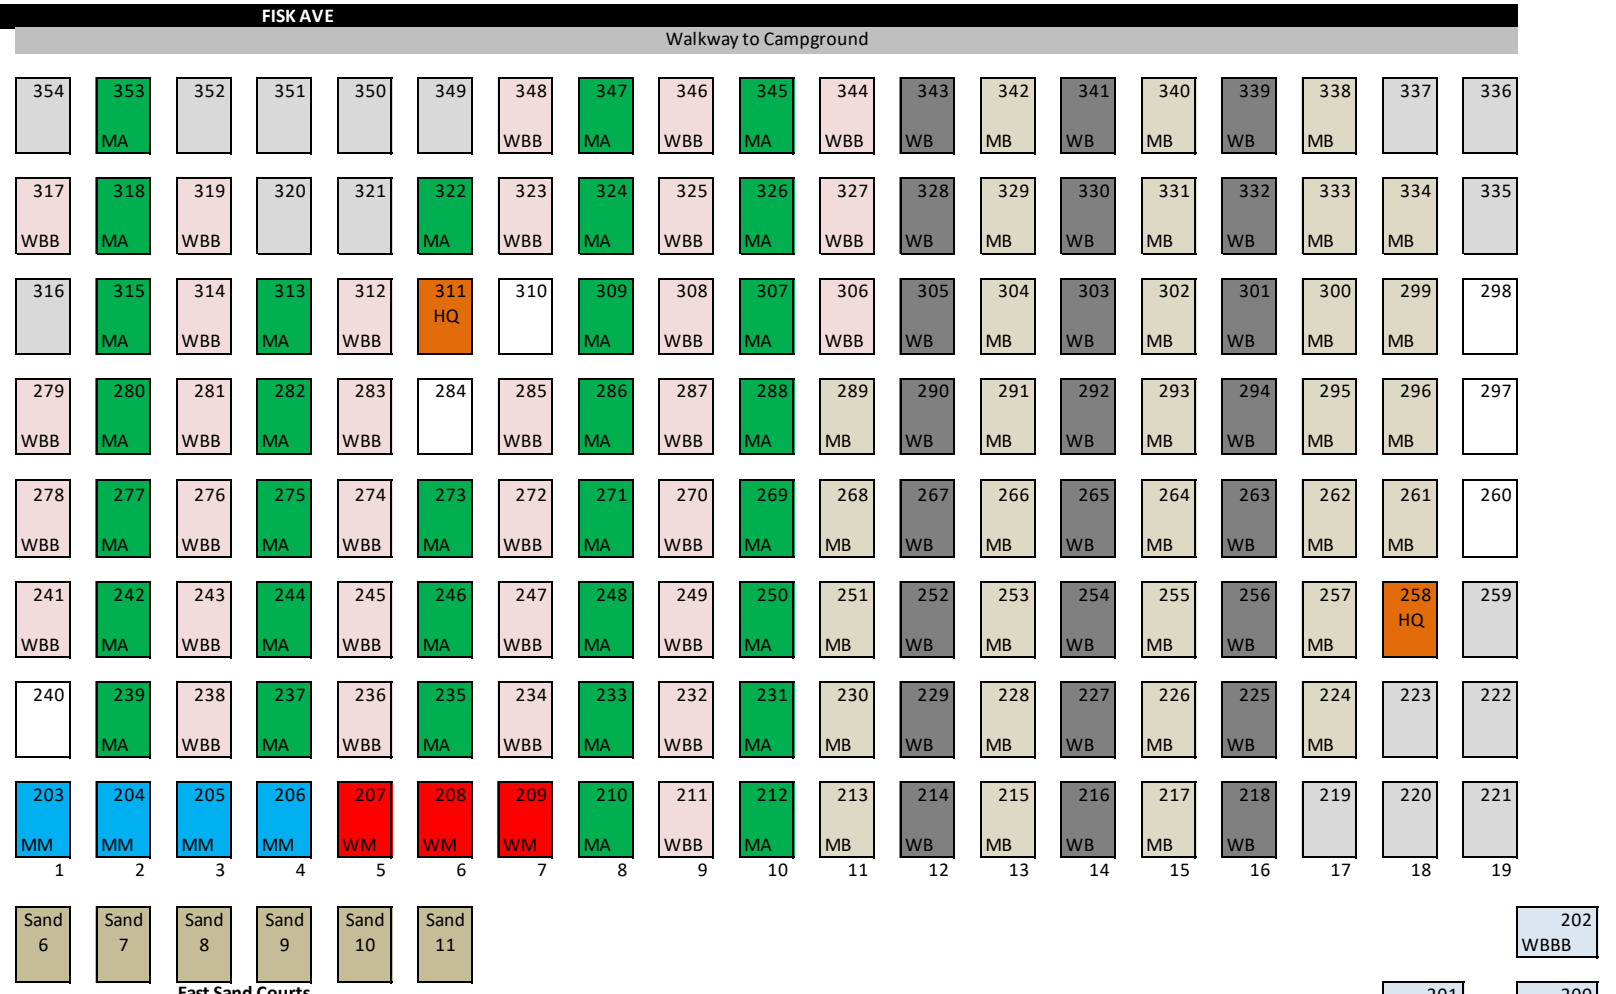 FISK AVE
Walkway to Campground
354 353 352 351 350 349 348 347 346 345 344 343 342 341 340 339 338 337 336
MA WBB MA WBB MA WBB WB MB WB MB WB MB
317 318 319 320 321 322 323 324 325 326 327 328 329 330 331 332 333 334 335
WBB MA WBB MA WBB MA WBB MA WBB WB MB WB MB WB MB MB
316 315 314 313 312 311 310 309 308 307 306 305 304 303 302 301 300 299 298
HQ
MA WBB MA WBB MA WBB MA WBB WB MB WB MB WB MB MB
279 280 281 282 283 284 285 286 287 288 289 290 291 292 293 294 295 296 297
WBB MA WBB MA WBB WBB MA WBB MA MB WB MB WB MB WB MB MB
278 277 276 275 274 273 272 271 270 269 268 267 266 265 264 263 262 261 260
WBB MA WBB MA WBB MA WBB MA WBB MA MB WB MB WB MB WB MB MB
241 242 243 244 245 246 247 248 249 250 251 252 253 254 255 256 257 258 259
HQ
WBB MA WBB MA WBB MA WBB MA WBB MA MB WB MB WB MB WB MB
240 239 238 237 236 235 234 233 232 231 230 229 228 227 226 225 224 223 222
MA WBB MA WBB MA WBB MA WBB MA MB WB MB WB MB WB MB
203 204 205 206 207 208 209 210 211 212 213 214 215 216 217 218 219 220 221
MM MM MM MM WM WM WM MA WBB MA MB WB MB WB MB WB
1 2 3 4 5 6 7 8 9 10 11 12 13 14 15 16 17 18 19
Sand Sand Sand Sand Sand Sand 202
6 7 8 9 10 11 WBBB
East Sand Courts 201 200